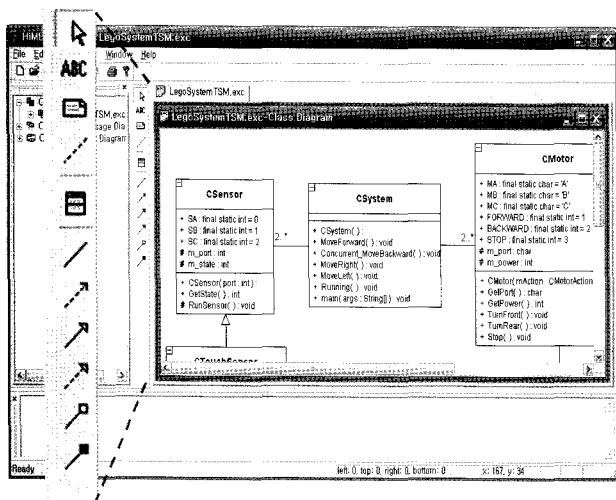 LegoSystemTSM.exc
File
Window Help
ABC
LegoSystemTSM.exc
TSM.exc
sage Dia
Diagram
LegoSystemTSM.exc-Class Diagram
CSensor
+ SA : final static int = 0
+ SB : final static int = 1
+ SC : final static int = 2
# m_port : int
# m_state : int
+ CSensor( port : int )
+ GetState( ) : int
# RunSensor( ) : void
2..*
CSystem
+ CSystem( )
+ MoveForward( ) : void
+ Concurrent_MoveBackward( ) : void
+ MoveRight( ) : void
+ MoveLeft( ) : void
+ Running( ) : void
+ main( args : String[] ) : void
2..*
CMotor
+ MA : final static char = 'A'
+ MB : final static char = 'B'
+ MC : final static char = 'C'
+ FORWARD : final static int = 1
+ BACKWARD : final static int = 2
+ STOP : final static int = 3
# m_port : char
# m_power : int
+ CMotor( mAction : CMotorAction
+ GetPort( ) : char
+ GetPower( ) : int
+ TurnFront( ) : void
+ TurnRear( ) : void
+ Stop( ) : void
CTouchSensor
Ready
left: 0, top: 0, right: 0, bottom: 0
x: 167, y: 34